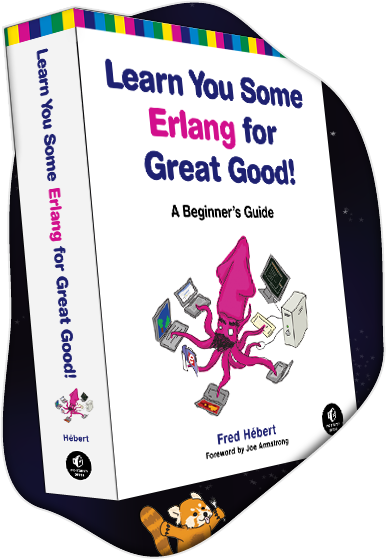 Learn You Some
Erlang for
Great Good!
A Beginner's Guide
Fred Hébert
Foreword by Joe Armstrong
Learn You Some Erlang for Great Good!
Hébert